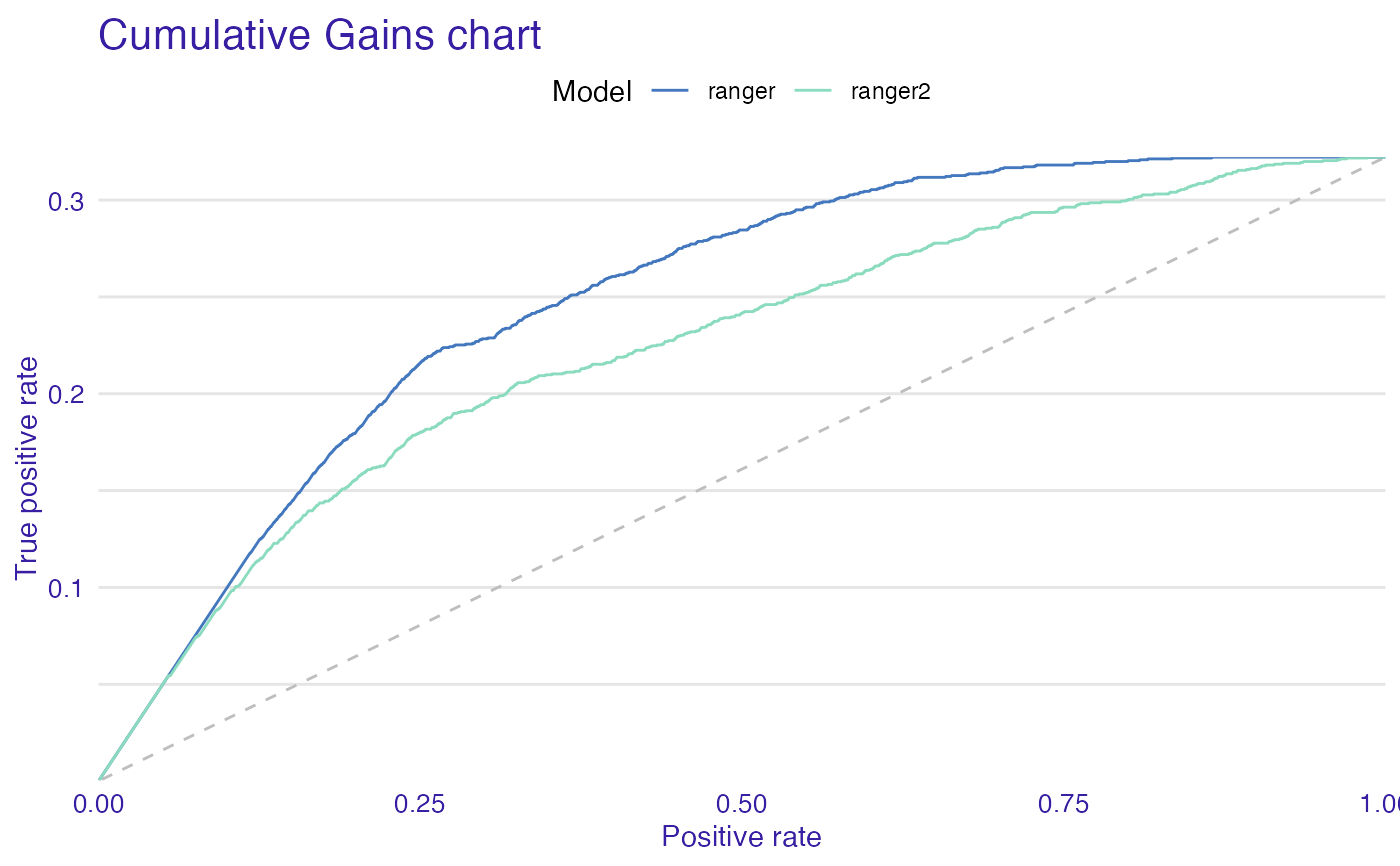 Cumulative Gains chart
Model ranger ranger2
True positive rate
0.3
0.2
0.1
0.00 0.25 0.50 0.75 1.00
Positive rate